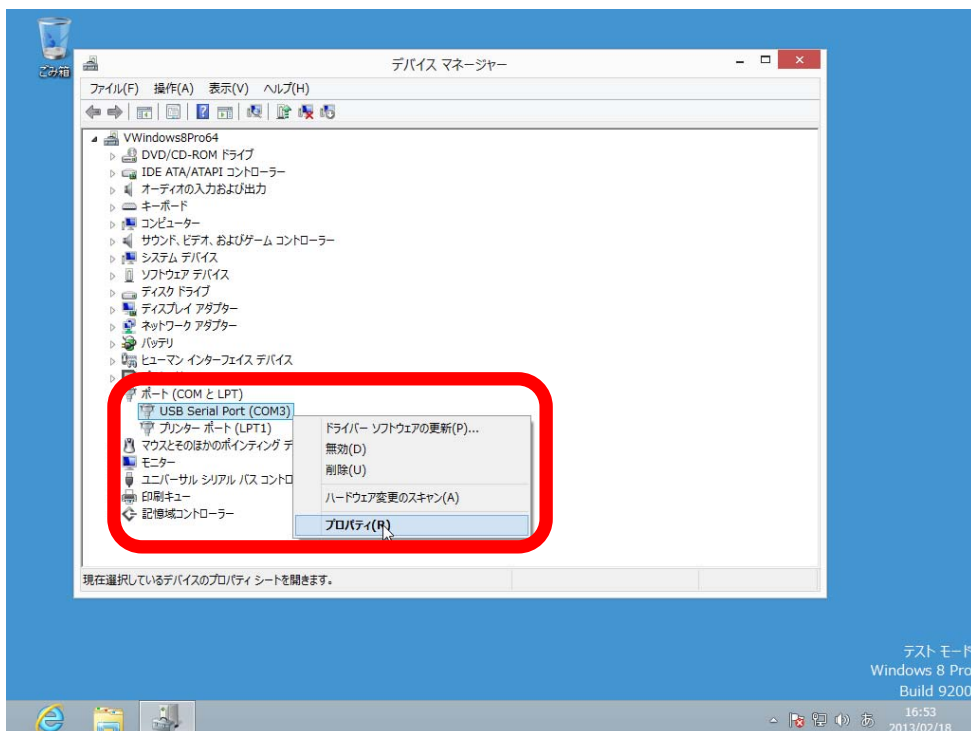 ごみ箱
デバイス マネージャー
ファイル(F) 操作(A) 表示(V) ヘルプ(H)
VWindows8Pro64
DVD/CD-ROM ドライブ
IDE ATA/ATAPI コントローラー
オーディオの入力および出力
キーボード
コンピューター
サウンド、ビデオ、およびゲーム コントローラー
システム デバイス
ソフトウェア デバイス
ディスク ドライブ
ディスプレイ アダプター
ネットワーク アダプター
バッテリ
ヒューマン インターフェイス デバイス
ポート (COM と LPT)
USB Serial Port (COM3)
プリンター ポート (LPT1)
マウスとそのほかのポインティング デ
モニター
ユニバーサル シリアル バス コントロ
印刷キュー
記憶域コントローラー
ドライバー ソフトウェアの更新(P)...
無効(D)
削除(U)
ハードウェア変更のスキャン(A)
プロパティ(R)
現在選択しているデバイスのプロパティ シートを開きます。
テスト モード
Windows 8 Pro
Build 9200
あ
16:53
2013/02/18